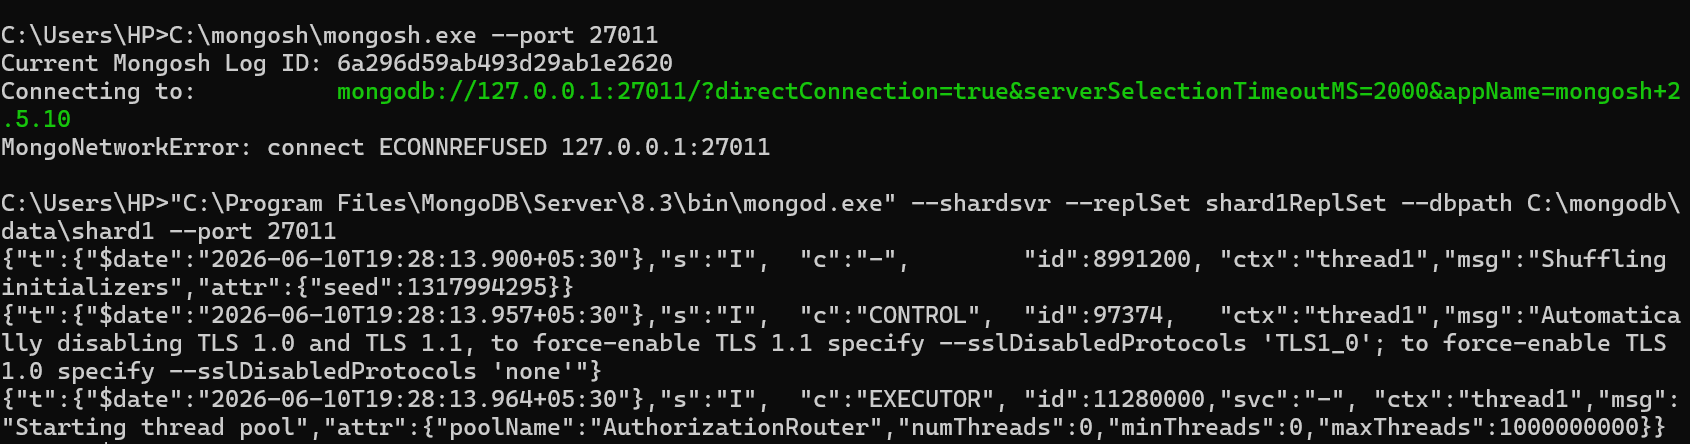 C:\Users\HP>C:\mongosh\mongosh.exe --port 27011
Current Mongosh Log ID: 6a296d59ab493d29ab1e2620
Connecting to:          mongodb://127.0.0.1:27011/?directConnection=true&serverSelectionTimeoutMS=2000&appName=mongosh+2
.5.10
MongoNetworkError: connect ECONNREFUSED 127.0.0.1:27011
C:\Users\HP>"C:\Program Files\MongoDB\Server\8.3\bin\mongod.exe" --shardsvr --replSet shard1ReplSet --dbpath C:\mongodb\
data\shard1 --port 27011
{"t":{"$date":"2026-06-10T19:28:13.900+05:30"},"s":"I",  "c":"-",        "id":8991200, "ctx":"thread1","msg":"Shuffling
initializers","attr":{"seed":1317994295}}
{"t":{"$date":"2026-06-10T19:28:13.957+05:30"},"s":"I",  "c":"CONTROL",  "id":97374,   "ctx":"thread1","msg":"Automatica
lly disabling TLS 1.0 and TLS 1.1, to force-enable TLS 1.1 specify --sslDisabledProtocols 'TLS1_0'; to force-enable TLS
1.0 specify --sslDisabledProtocols 'none'"}
{"t":{"$date":"2026-06-10T19:28:13.964+05:30"},"s":"I",  "c":"EXECUTOR", "id":11280000,"svc":"-", "ctx":"thread1","msg":
"Starting thread pool","attr":{"poolName":"AuthorizationRouter","numThreads":0,"minThreads":0,"maxThreads":1000000000}}